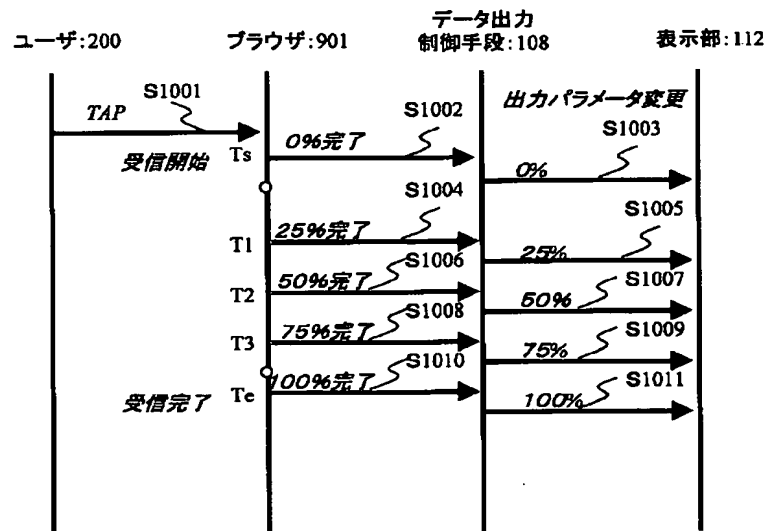 データ出力
ユーザ:200 ブラウザ:901 制御手段:108 表示部:112
S1001
TAP
出力パラメータ変更
S1002
0%完了
S1003
0%
Ts
受信開始
S1004
25%完了
S1005
25%
T1
S1006
50%完了
S1007
50%
T2
S1008
75%完了
S1009
75%
T3
S1010
100%完了
S1011
100%
Te
受信完了